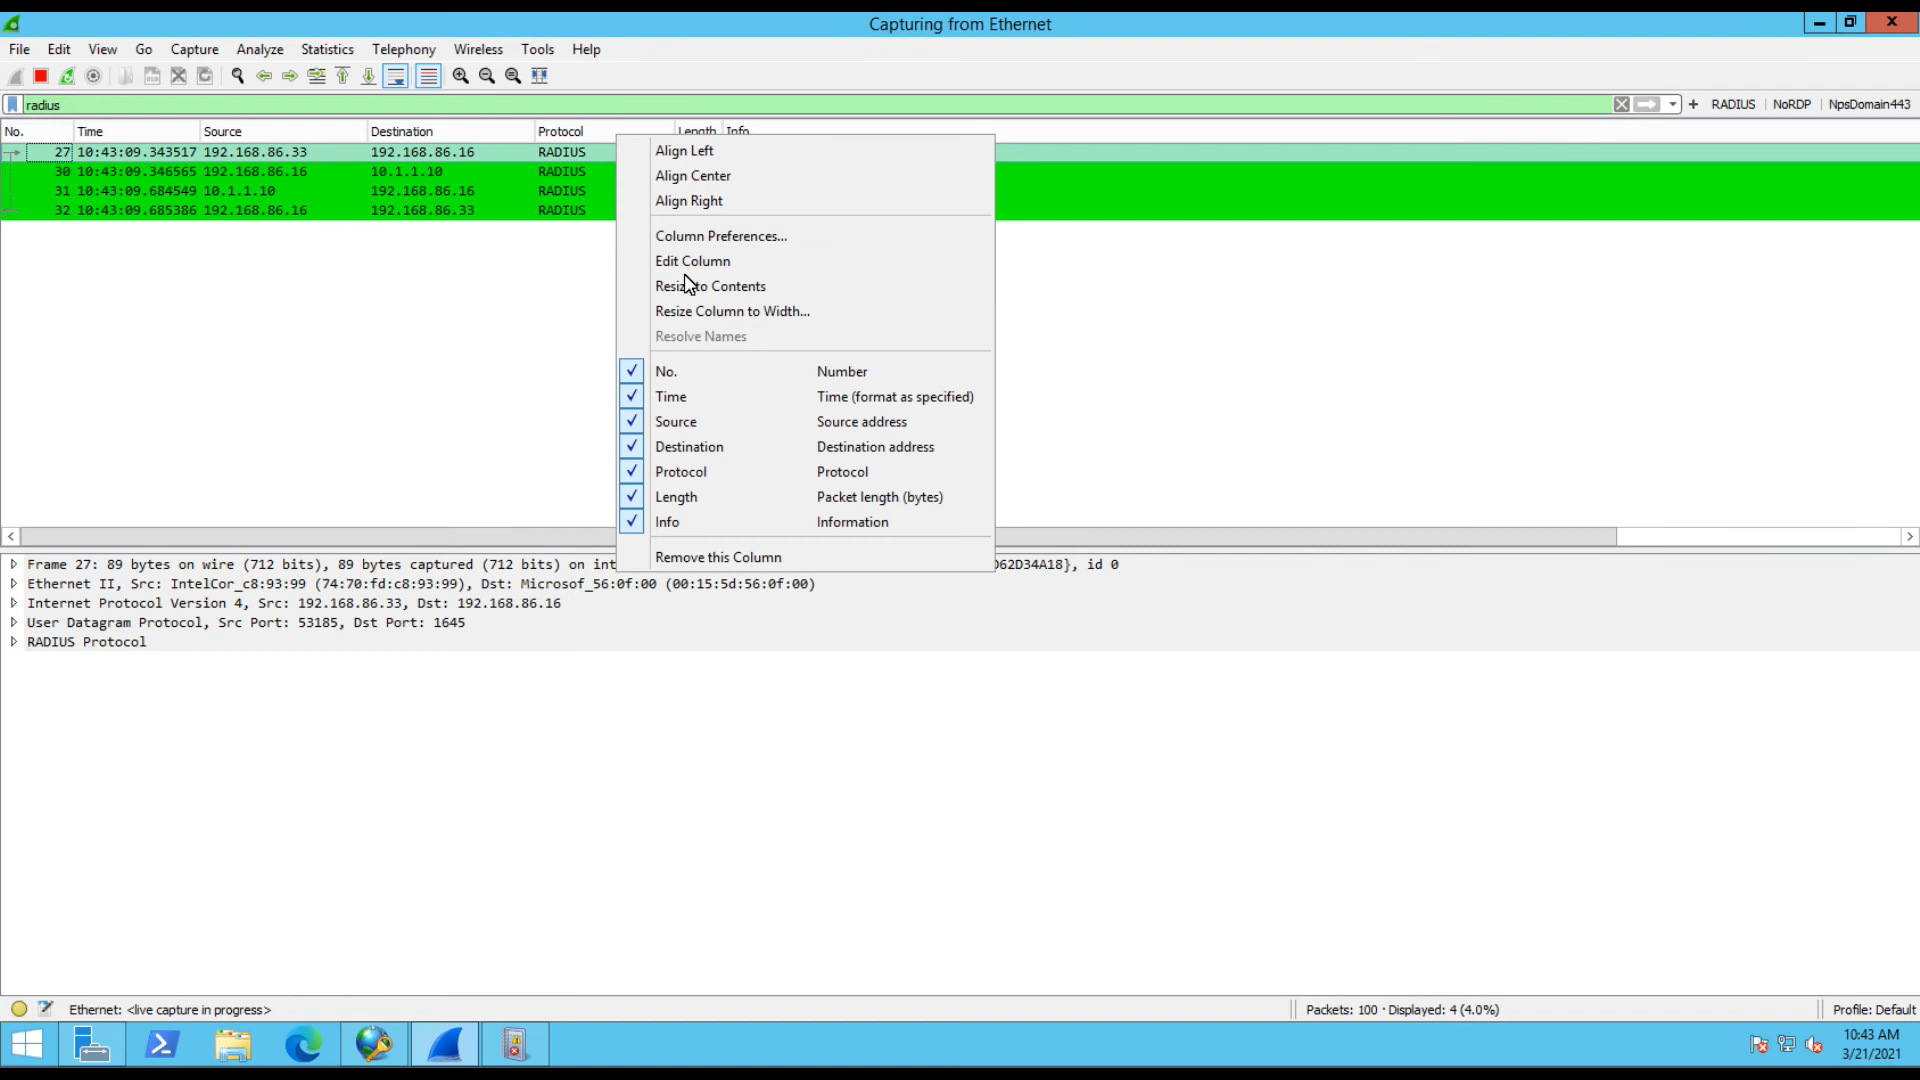 Capturing from Ethernet
File Edit View Go Capture Analyze Statistics Telephony Wireless Tools Help
radius
RADIUS NoRDP NpsDomain443
No. Time Source Destination Protocol Length Info
27 10:43:09.343517 192.168.86.33 192.168.86.16 RADIUS
30 10:43:09.346565 192.168.86.16 10.1.1.10 RADIUS
31 10:43:09.684549 10.1.1.10 192.168.86.16 RADIUS
32 10:43:09.685386 192.168.86.16 192.168.86.33 RADIUS
Align Left
Align Center
Align Right
Column Preferences...
Edit Column
Resize to Contents
Resize Column to Width...
Resolve Names
No. Number
Time Time (format as specified)
Source Source address
Destination Destination address
Protocol Protocol
Length Packet length (bytes)
Info Information
Remove this Column
Frame 27: 89 bytes on wire (712 bits), 89 bytes captured (712 bits) on int D62D34A18}, id 0
Ethernet II, Src: IntelCor_c8:93:99 (74:70:fd:c8:93:99), Dst: Microsof_56:0f:00 (00:15:5d:56:0f:00)
Internet Protocol Version 4, Src: 192.168.86.33, Dst: 192.168.86.16
User Datagram Protocol, Src Port: 53185, Dst Port: 1645
RADIUS Protocol
Ethernet: <live capture in progress> Packets: 100 · Displayed: 4 (4.0%) Profile: Default
10:43 AM
3/21/2021